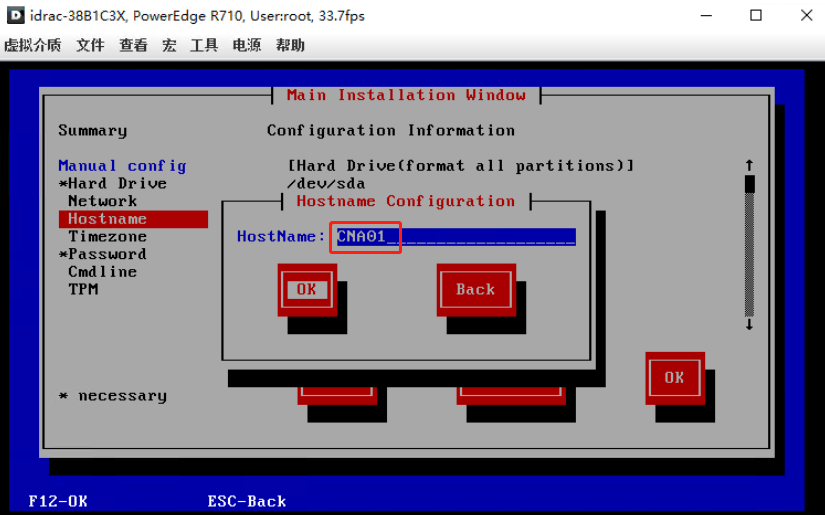 idrac-38B1C3X, PowerEdge R710, User:root, 33.7fps
虚拟介质 文件 查看 宏 工具 电源 帮助
Main Installation Window
Summary Configuration Information
Manual config [Hard Drive(format all partitions)]
*Hard Drive /dev/sda
Network Hostname Configuration
Hostname
Timezone HostName: CNA01_
*Password
Cmdline
TPM OK Back
OK
* necessary
F12-OK ESC-Back